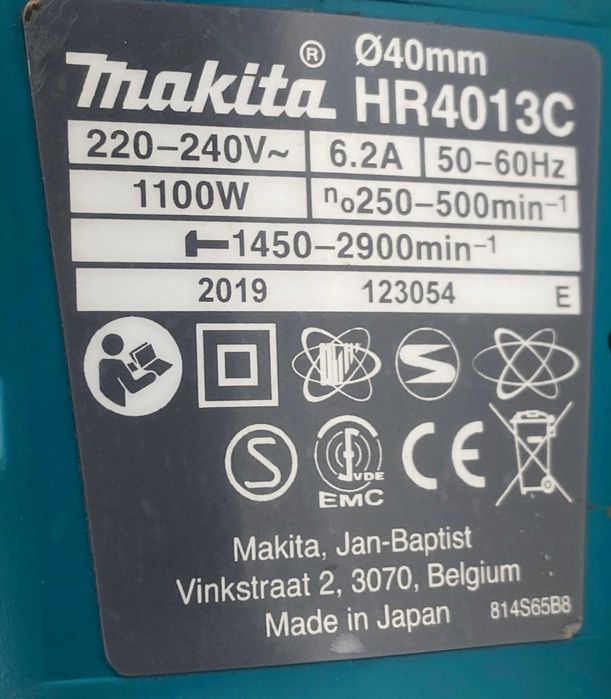 Makita® Ø40mm
HR4013C
220–240V~ 6.2A 50–60Hz
1100W n₀250–500min⁻¹
1450–2900min⁻¹
2019 123054 E
S
VDE
EMC
CE
Makita, Jan-Baptist
Vinkstraat 2, 3070, Belgium
Made in Japan 814S65B8